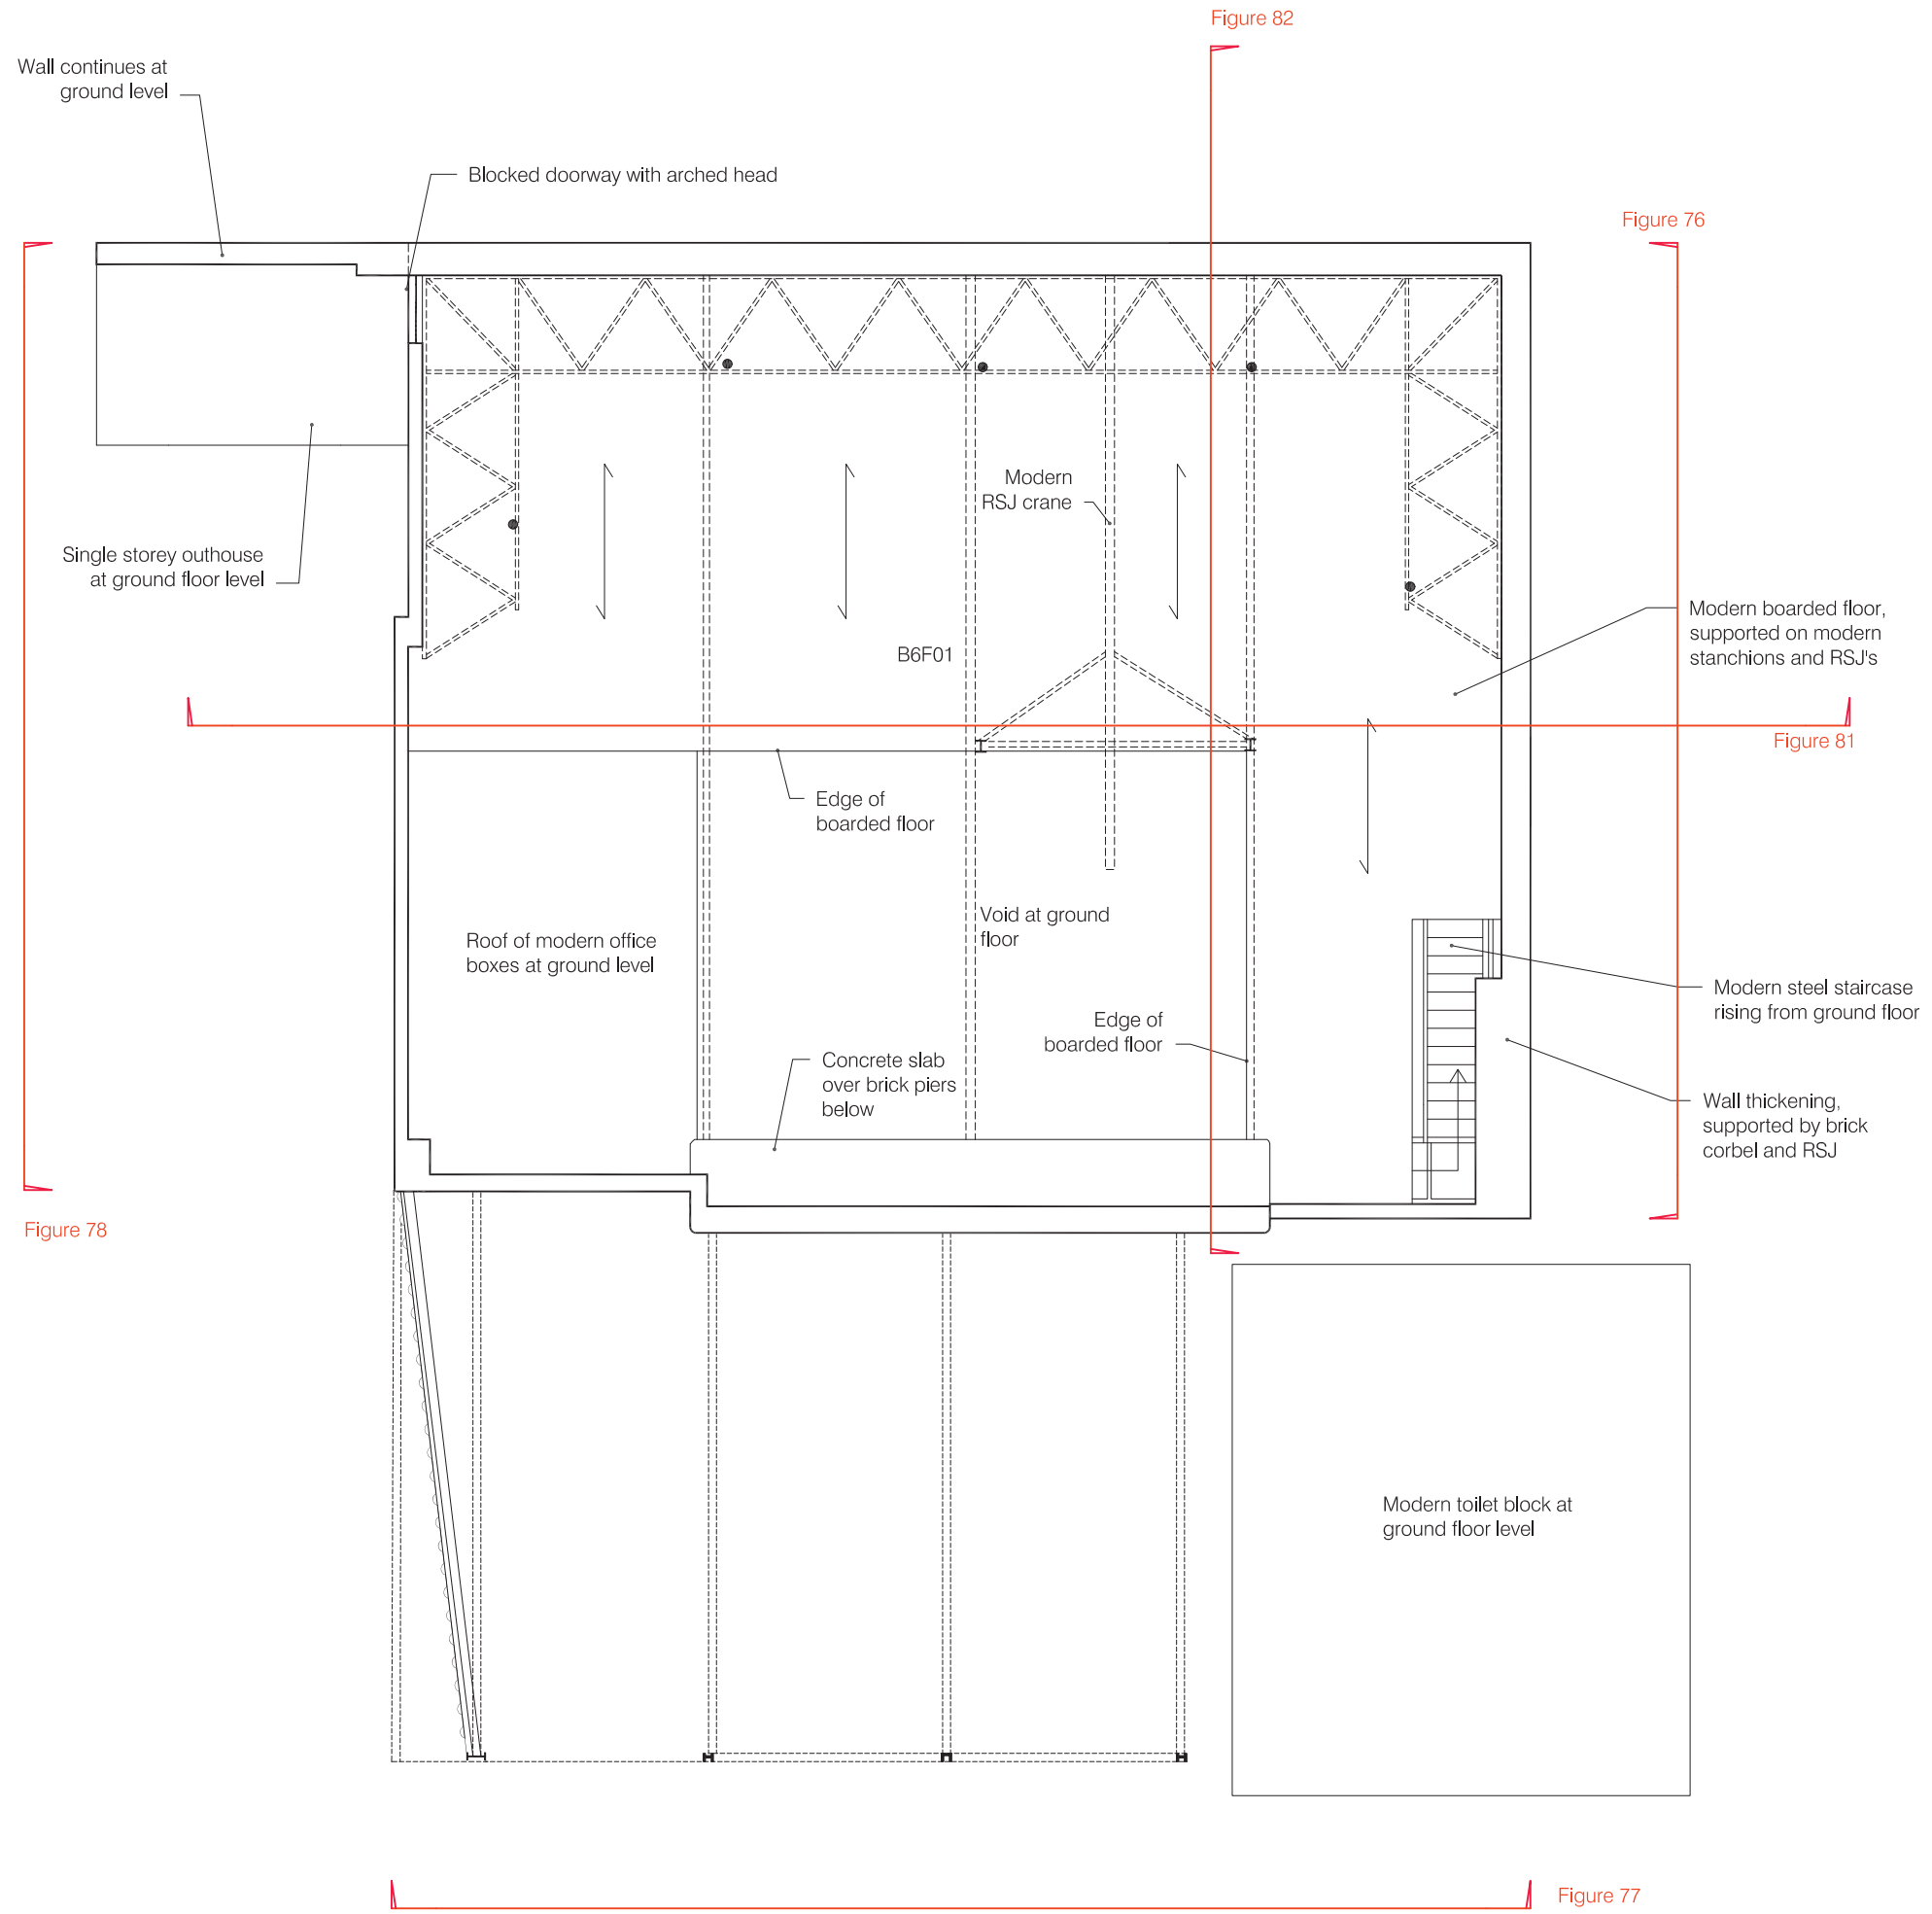 Figure 82
Wall continues at
ground level
Blocked doorway with arched head
Figure 76
Modern
RSJ crane
Single storey outhouse
at ground floor level
Modern boarded floor,
supported on modern
stanchions and RSJ's
B6F01
Figure 81
Edge of
boarded floor
Void at ground
floor
Roof of modern office
boxes at ground level
Modern steel staircase
rising from ground floor
Edge of
boarded floor
Concrete slab
over brick piers
below
Wall thickening,
supported by brick
corbel and RSJ
Figure 78
Modern toilet block at
ground floor level
Figure 77